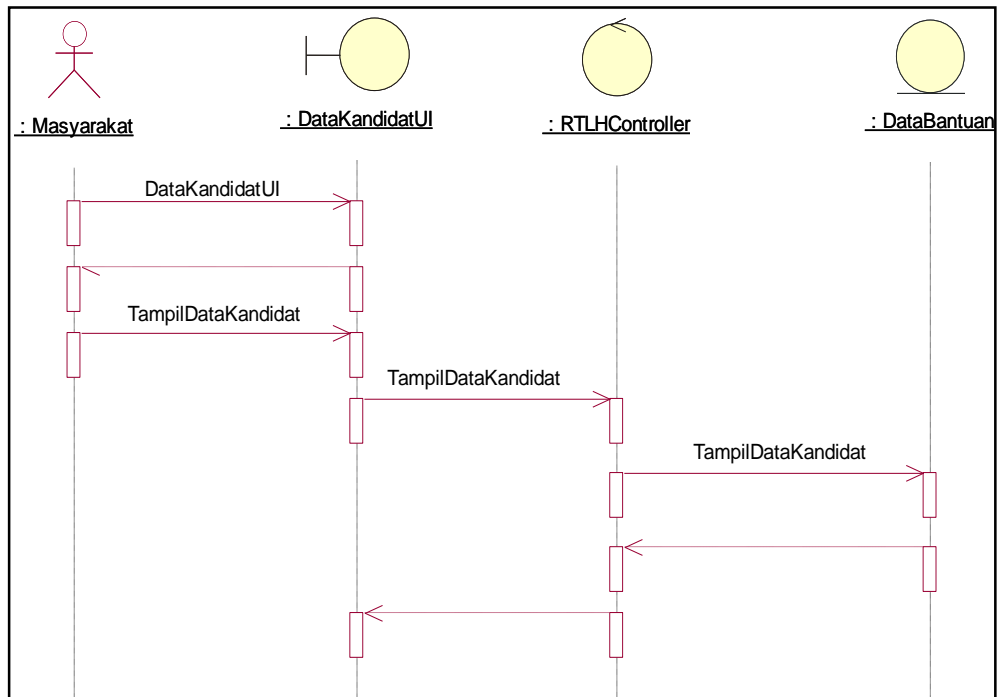 : Masyarakat
: DataKandidatUI
: RTLHController
: DataBantuan
DataKandidatUI
TampilDataKandidat
TampilDataKandidat
TampilDataKandidat